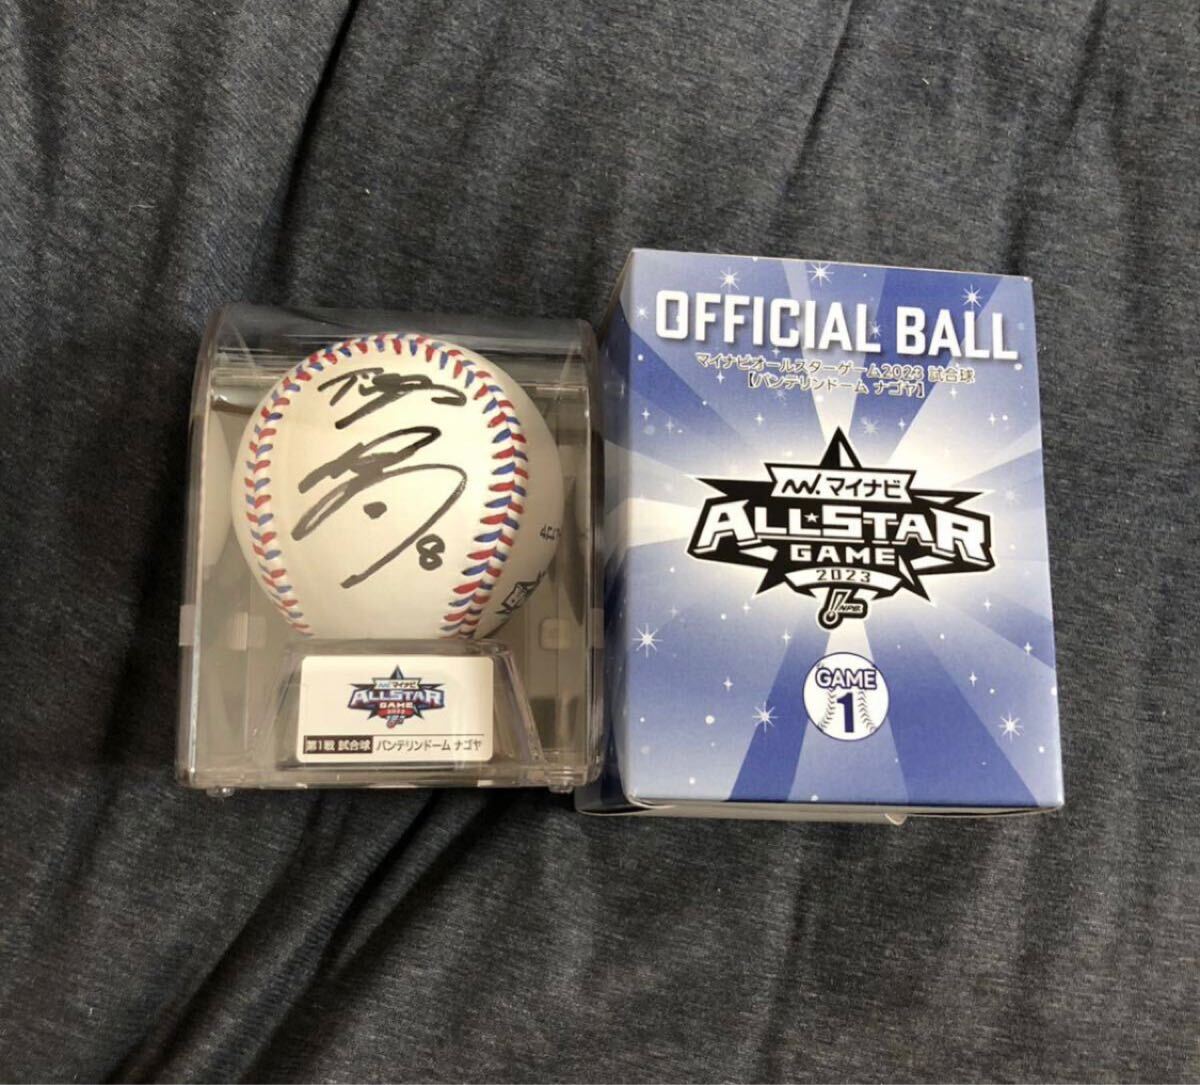 8
マイナビ
ALL★STAR
GAME
第1戦 試合球 バンテリンドーム ナゴヤ
OFFICIAL BALL
マイナビオールスターゲーム2023 試合球
【バンテリンドーム ナゴヤ】
マイナビ
ALL★STAR
GAME
2023
NPB
GAME
1